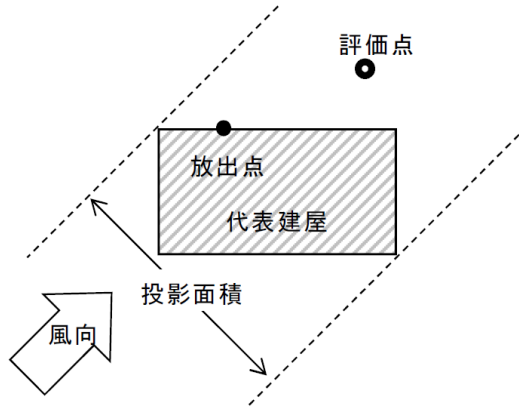 評価点
放出点
代表建屋
投影面積
風向